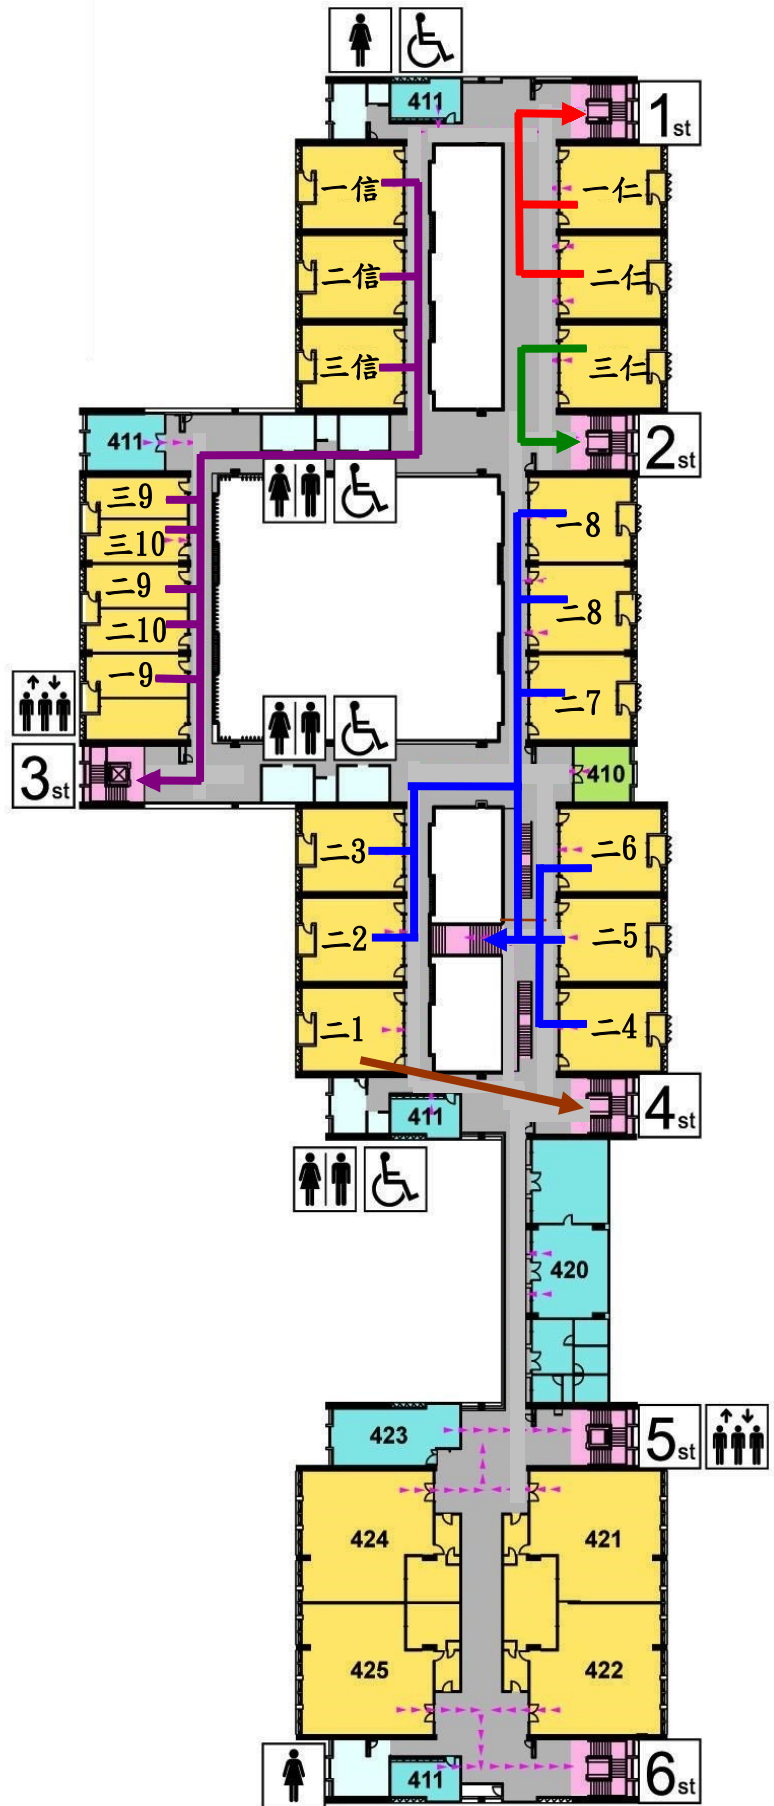 411
1st
一信
一仁
二信
二仁
三信
三仁
411
2st
三9
一8
三10
二9
二8
二10
一9
二7
3st
410
二3
二6
二2
二5
二1
二4
411
4st
420
423
5st
424
421
425
422
411
6st